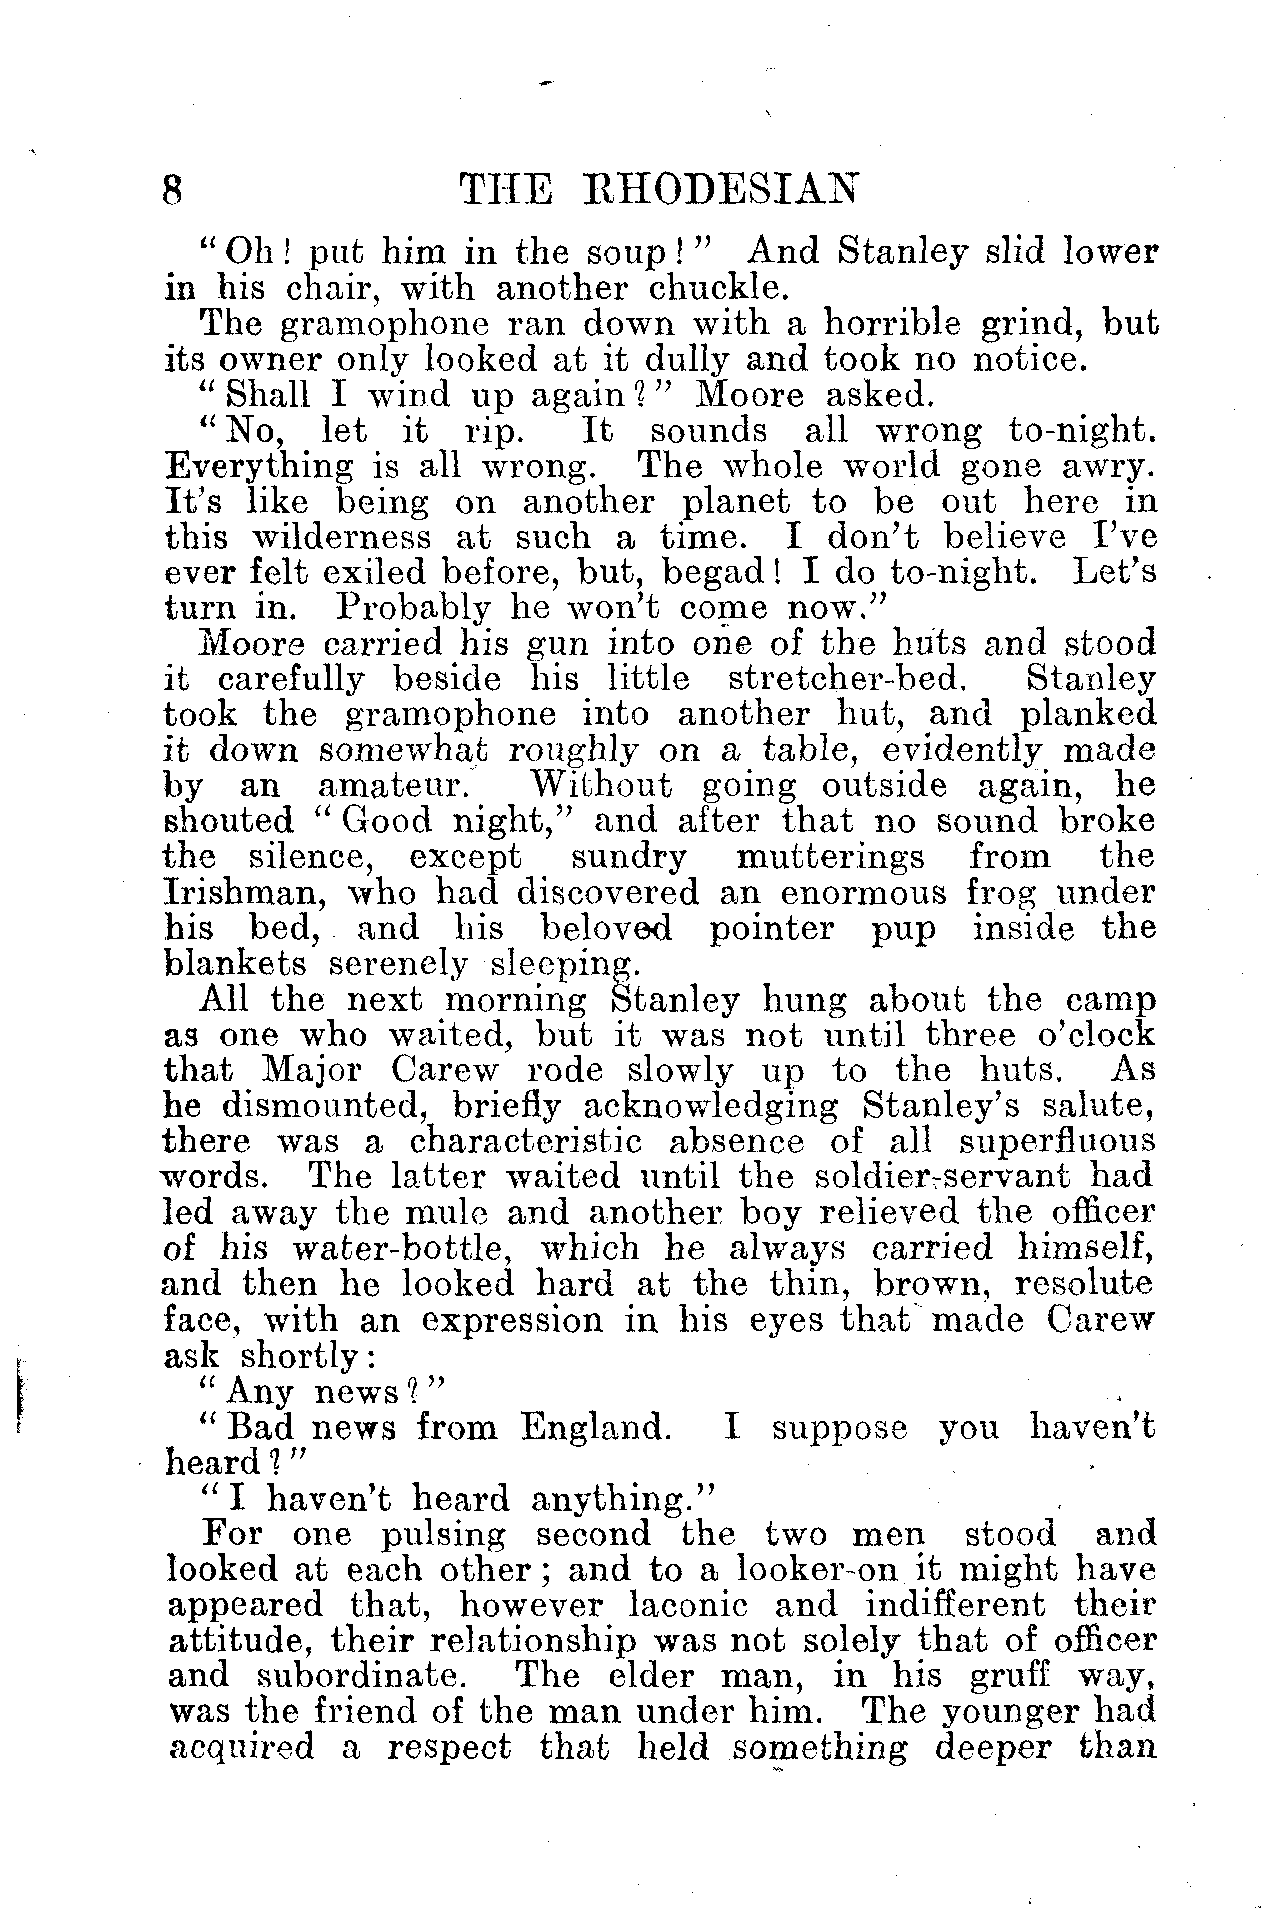 8 THE RHODESIAN
"Oh! put him in the soup!" And Stanley slid lower
in his chair, with another chuckle.
The gramophone ran down with a horrible grind, but
its owner only looked at it dully and took no notice.
"Shall I wind up again?" Moore asked.
"No, let it rip. It sounds all wrong to-night.
Everything is all wrong. The whole world gone awry.
It's like being on another planet to be out here in
this wilderness at such a time. I don't believe I've
ever felt exiled before, but, begad! I do to-night. Let's
turn in. Probably he won't come now."
Moore carried his gun into one of the huts and stood
it carefully beside his little stretcher-bed. Stanley
took the gramophone into another hut, and planked
it down somewhat roughly on a table, evidently made
by an amateur. Without going outside again, he
shouted "Good night," and after that no sound broke
the silence, except sundry mutterings from the
Irishman, who had discovered an enormous frog under
his bed, and his beloved pointer pup inside the
blankets serenely sleeping.
All the next morning Stanley hung about the camp
as one who waited, but it was not until three o'clock
that Major Carew rode slowly up to the huts. As
he dismounted, briefly acknowledging Stanley's salute,
there was a characteristic absence of all superfluous
words. The latter waited until the soldier-servant had
led away the mule and another boy relieved the officer
of his water-bottle, which he always carried himself,
and then he looked hard at the thin, brown, resolute
face, with an expression in his eyes that made Carew
ask shortly:
"Any news?"
"Bad news from England. I suppose you haven't
heard?"
"I haven't heard anything."
For one pulsing second the two men stood and
looked at each other; and to a looker-on it might have
appeared that, however laconic and indifferent their
attitude, their relationship was not solely that of officer
and subordinate. The elder man, in his gruff way,
was the friend of the man under him. The younger had
acquired a respect that held something deeper than